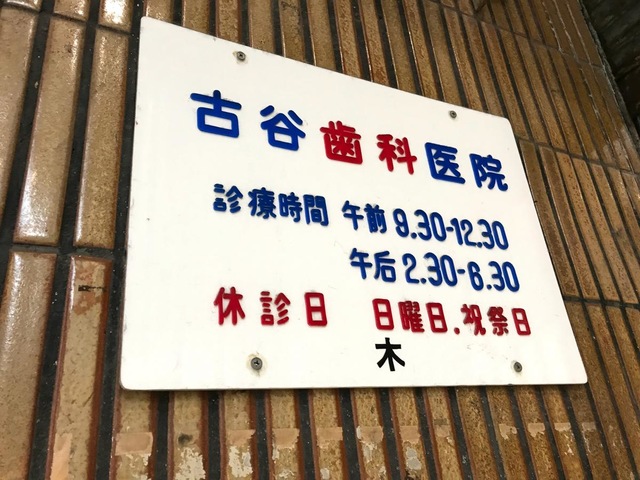 古谷歯科医院
診療時間 午前 9.30-12.30
午后 2.30-6.30
休診日 日曜日.祝祭日
木